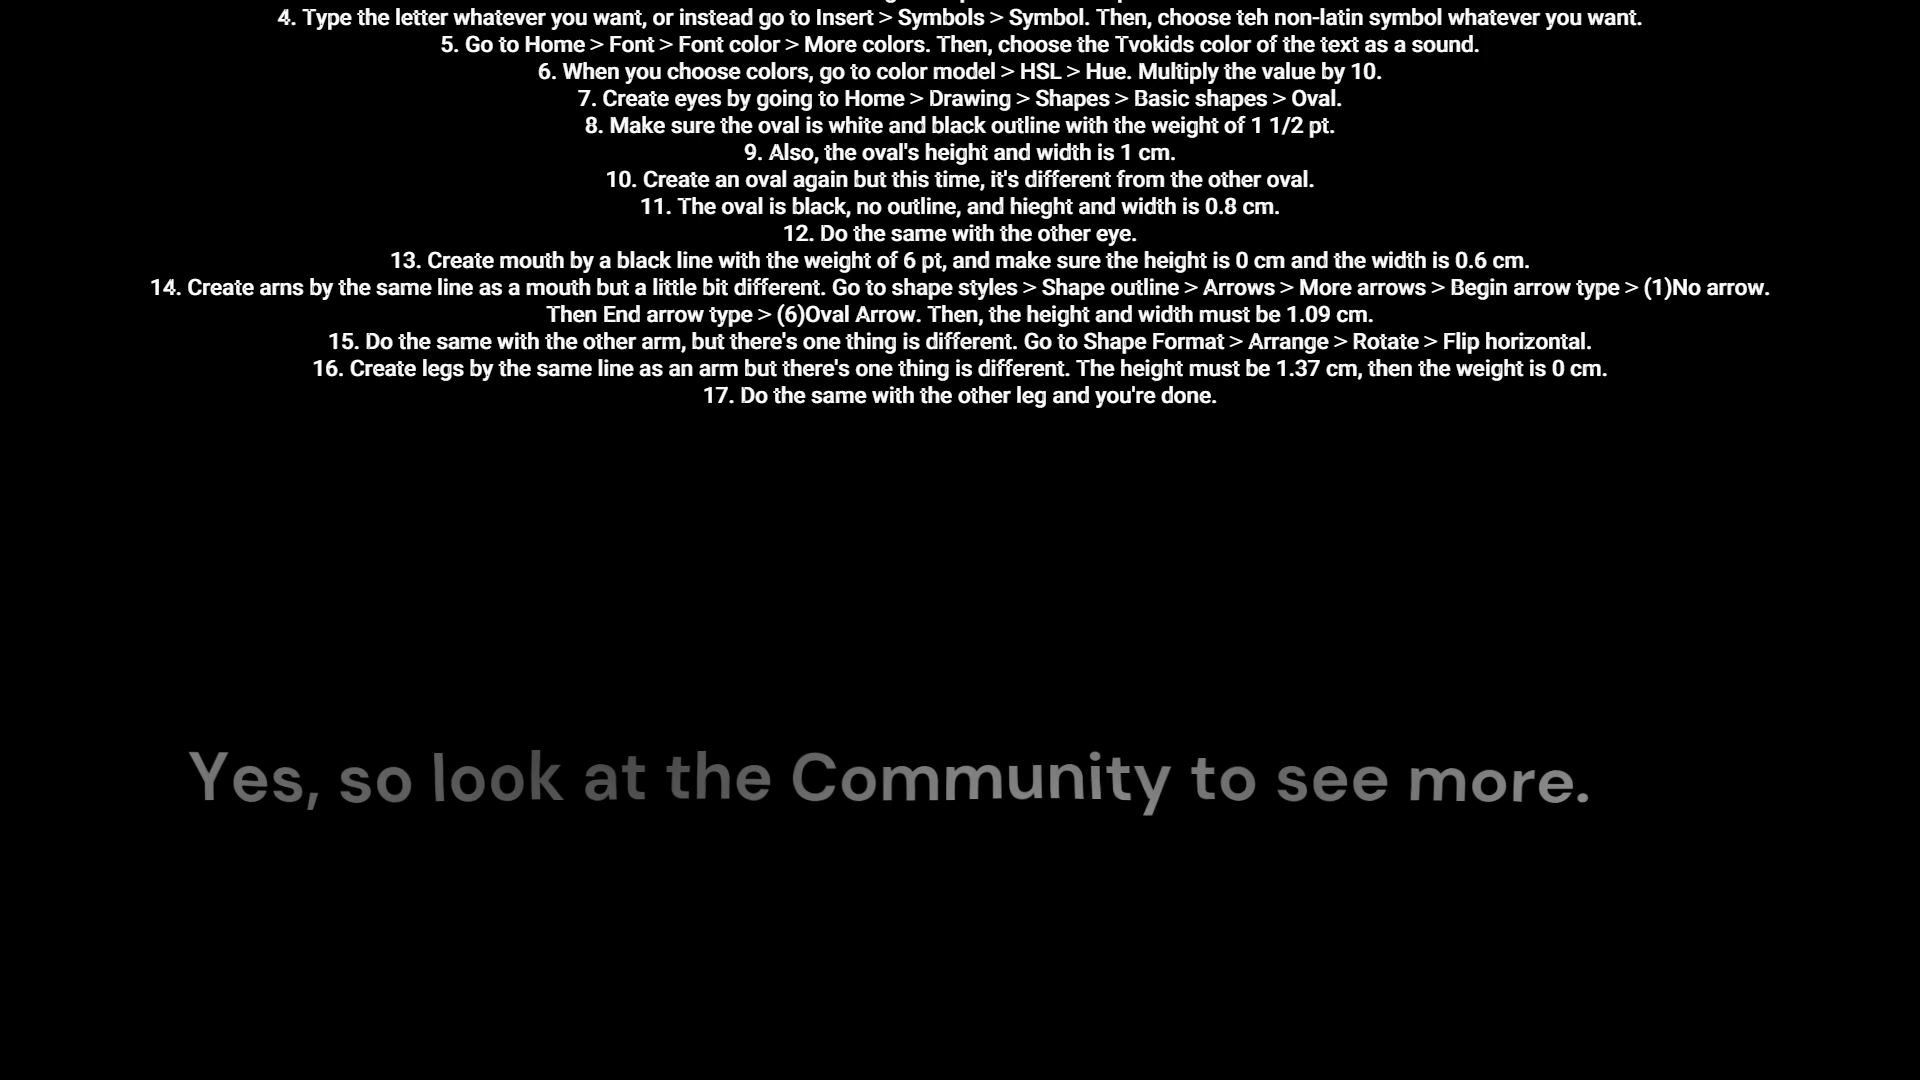 4. Type the letter whatever you want, or instead go to Insert > Symbols > Symbol. Then, choose teh non-latin symbol whatever you want.
5. Go to Home > Font > Font color > More colors. Then, choose the Tvokids color of the text as a sound.
6. When you choose colors, go to color model > HSL > Hue. Multiply the value by 10.
7. Create eyes by going to Home > Drawing > Shapes > Basic shapes > Oval.
8. Make sure the oval is white and black outline with the weight of 1 1/2 pt.
9. Also, the oval's height and width is 1 cm.
10. Create an oval again but this time, it's different from the other oval.
11. The oval is black, no outline, and hieght and width is 0.8 cm.
12. Do the same with the other eye.
13. Create mouth by a black line with the weight of 6 pt, and make sure the height is 0 cm and the width is 0.6 cm.
14. Create arns by the same line as a mouth but a little bit different. Go to shape styles > Shape outline > Arrows > More arrows > Begin arrow type > (1)No arrow.
Then End arrow type > (6)Oval Arrow. Then, the height and width must be 1.09 cm.
15. Do the same with the other arm, but there's one thing is different. Go to Shape Format > Arrange > Rotate > Flip horizontal.
16. Create legs by the same line as an arm but there's one thing is different. The height must be 1.37 cm, then the weight is 0 cm.
17. Do the same with the other leg and you're done.
Yes, so look at the Community to see more.